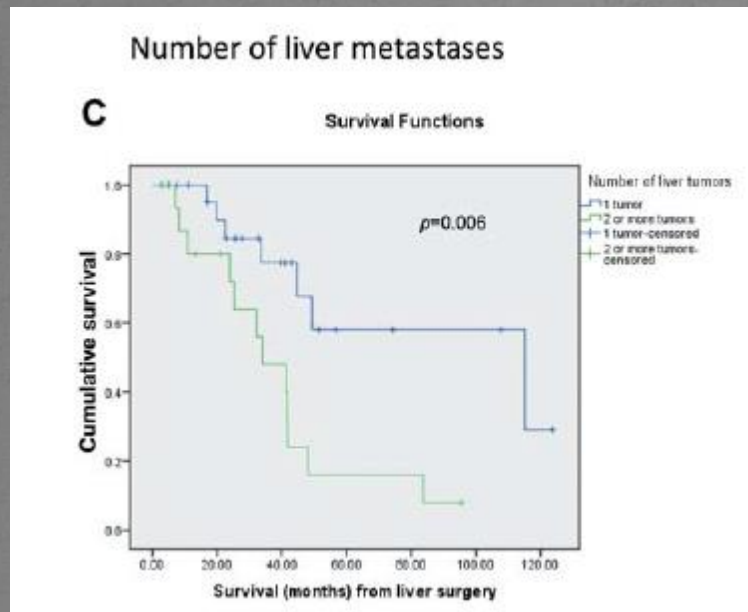 Number of liver metastases
C
Survival Functions
Number of liver tumors
1 tumor
2 or more tumors
1 tumor-censored
2 or more tumors-
censored
p=0.006
Cumulative survival
1.0
0.8
0.6
0.4
0.2
0.0
0.00 20.00 40.00 60.00 80.00 100.00 120.00
Survival (months) from liver surgery